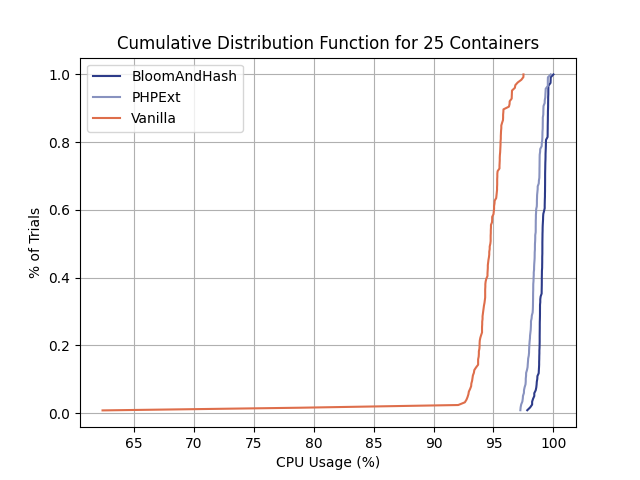 Cumulative Distribution Function for 25 Containers
BloomAndHash
PHPExt
Vanilla
% of Trials
1.0
0.8
0.6
0.4
0.2
0.0
65 70 75 80 85 90 95 100
CPU Usage (%)